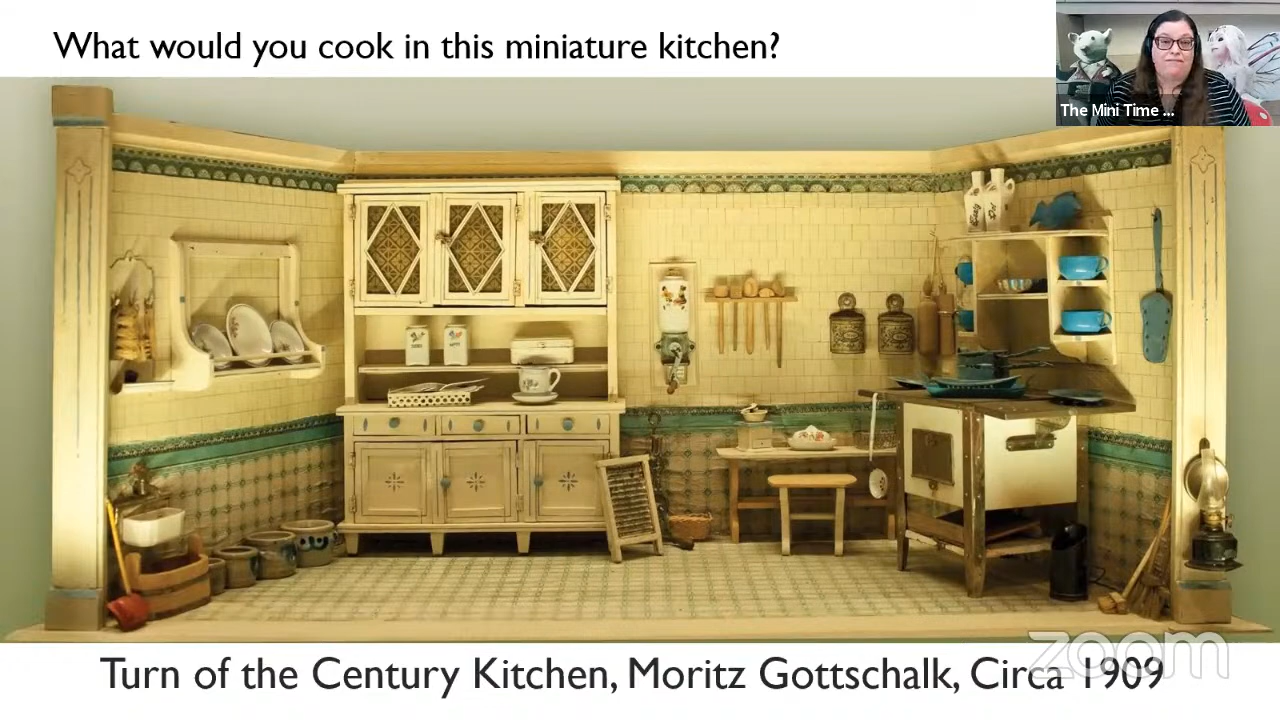 What would you cook in this miniature kitchen?
The Mini Time ...
Turn of the Century Kitchen, Moritz Gottschalk, Circa 1909
zoom